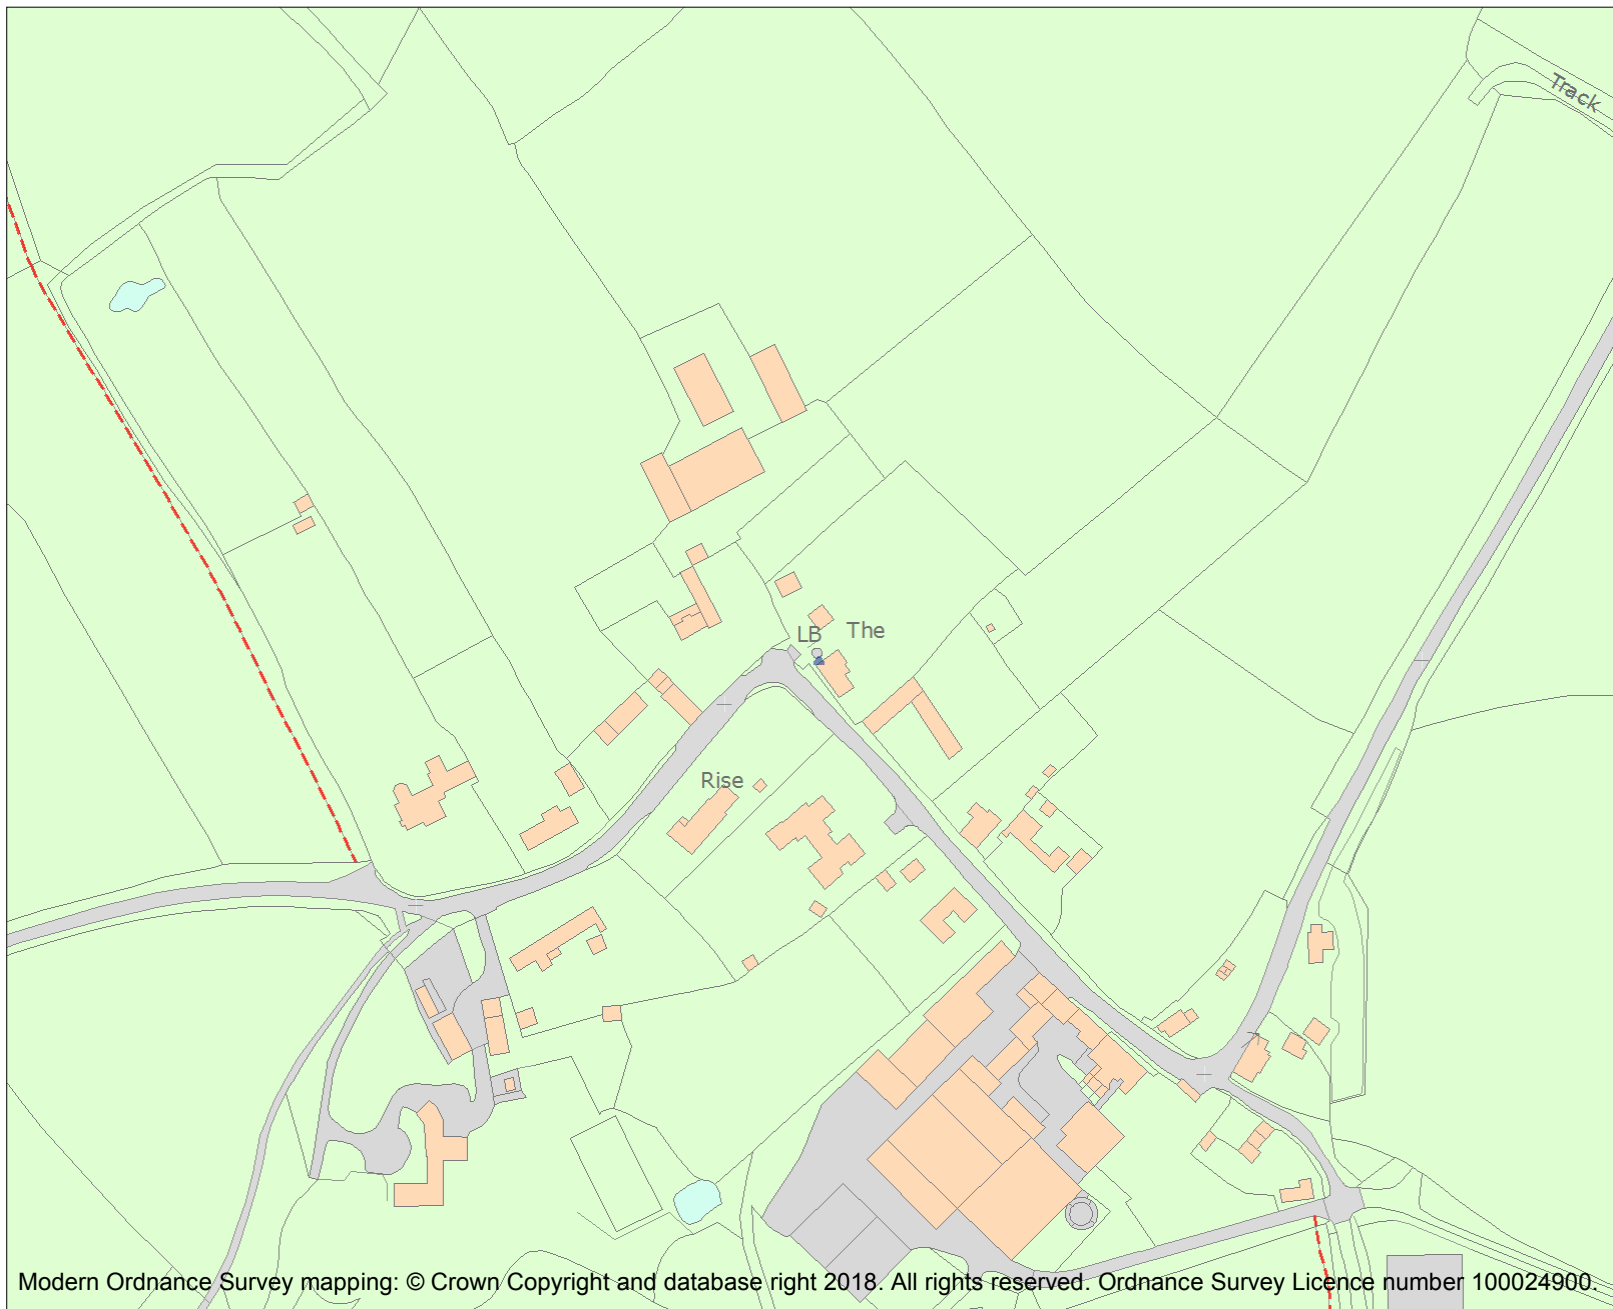 Track
LB
The
Rise
Modern Ordnance Survey mapping: © Crown Copyright and database right 2018. All rights reserved. Ordnance Survey Licence number 100024900.